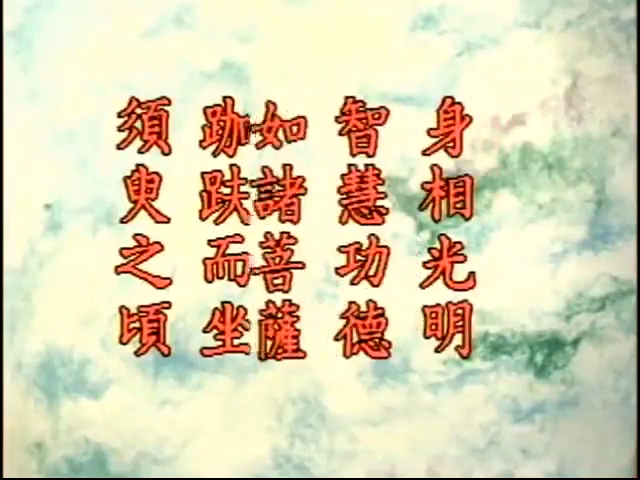 身相光明
智慧功德
如諸菩薩
跏趺而坐
須臾之頃